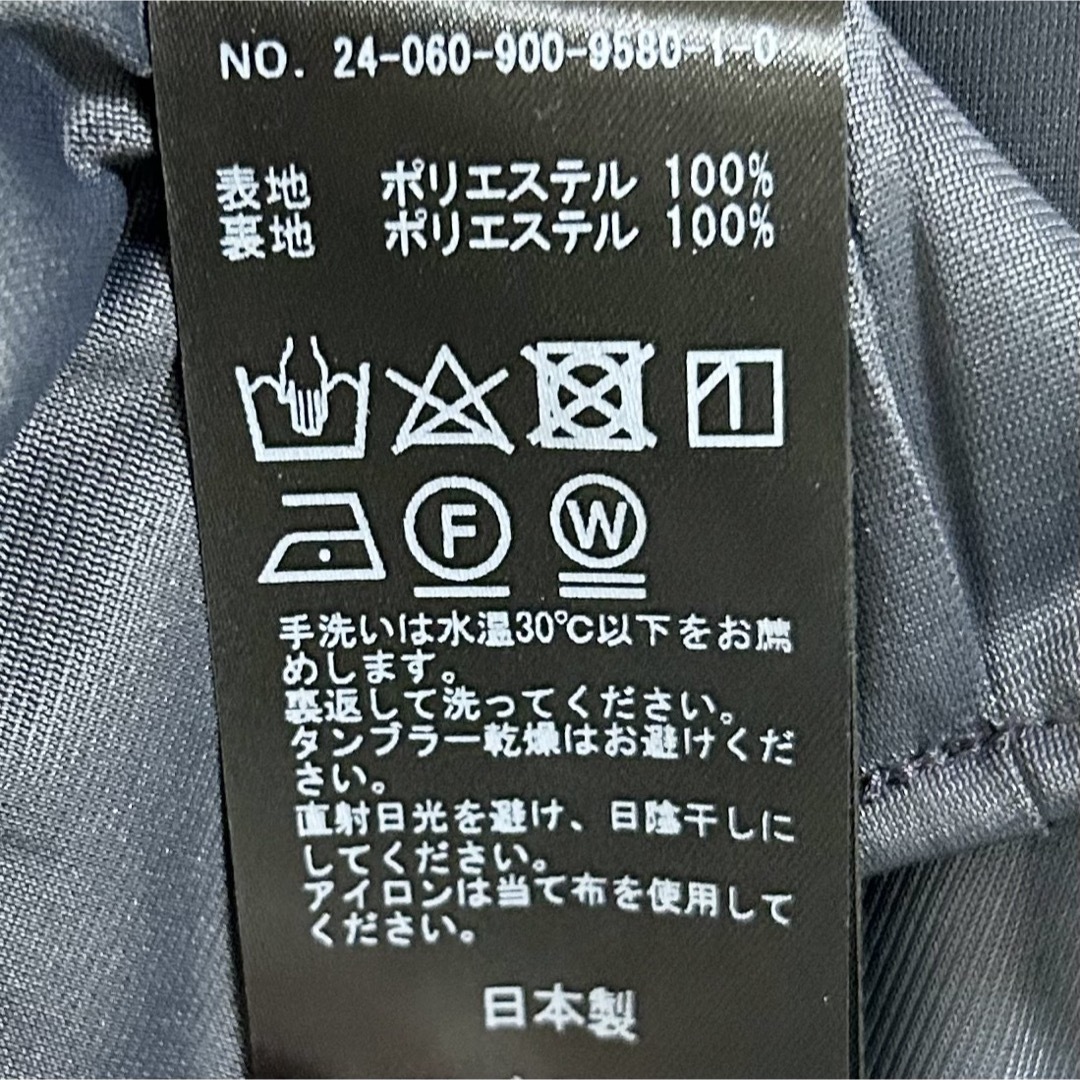 NO. 24-060-900-9580-1-0
表地 ポリエステル 100%
裏地 ポリエステル 100%
F W
手洗いは水温30℃以下をお薦
めします。
裏返して洗ってください。
タンブラー乾燥はお避けくだ
さい。
直射日光を避け、日陰干しに
してください。
アイロンは当て布を使用して
ください。
日本製